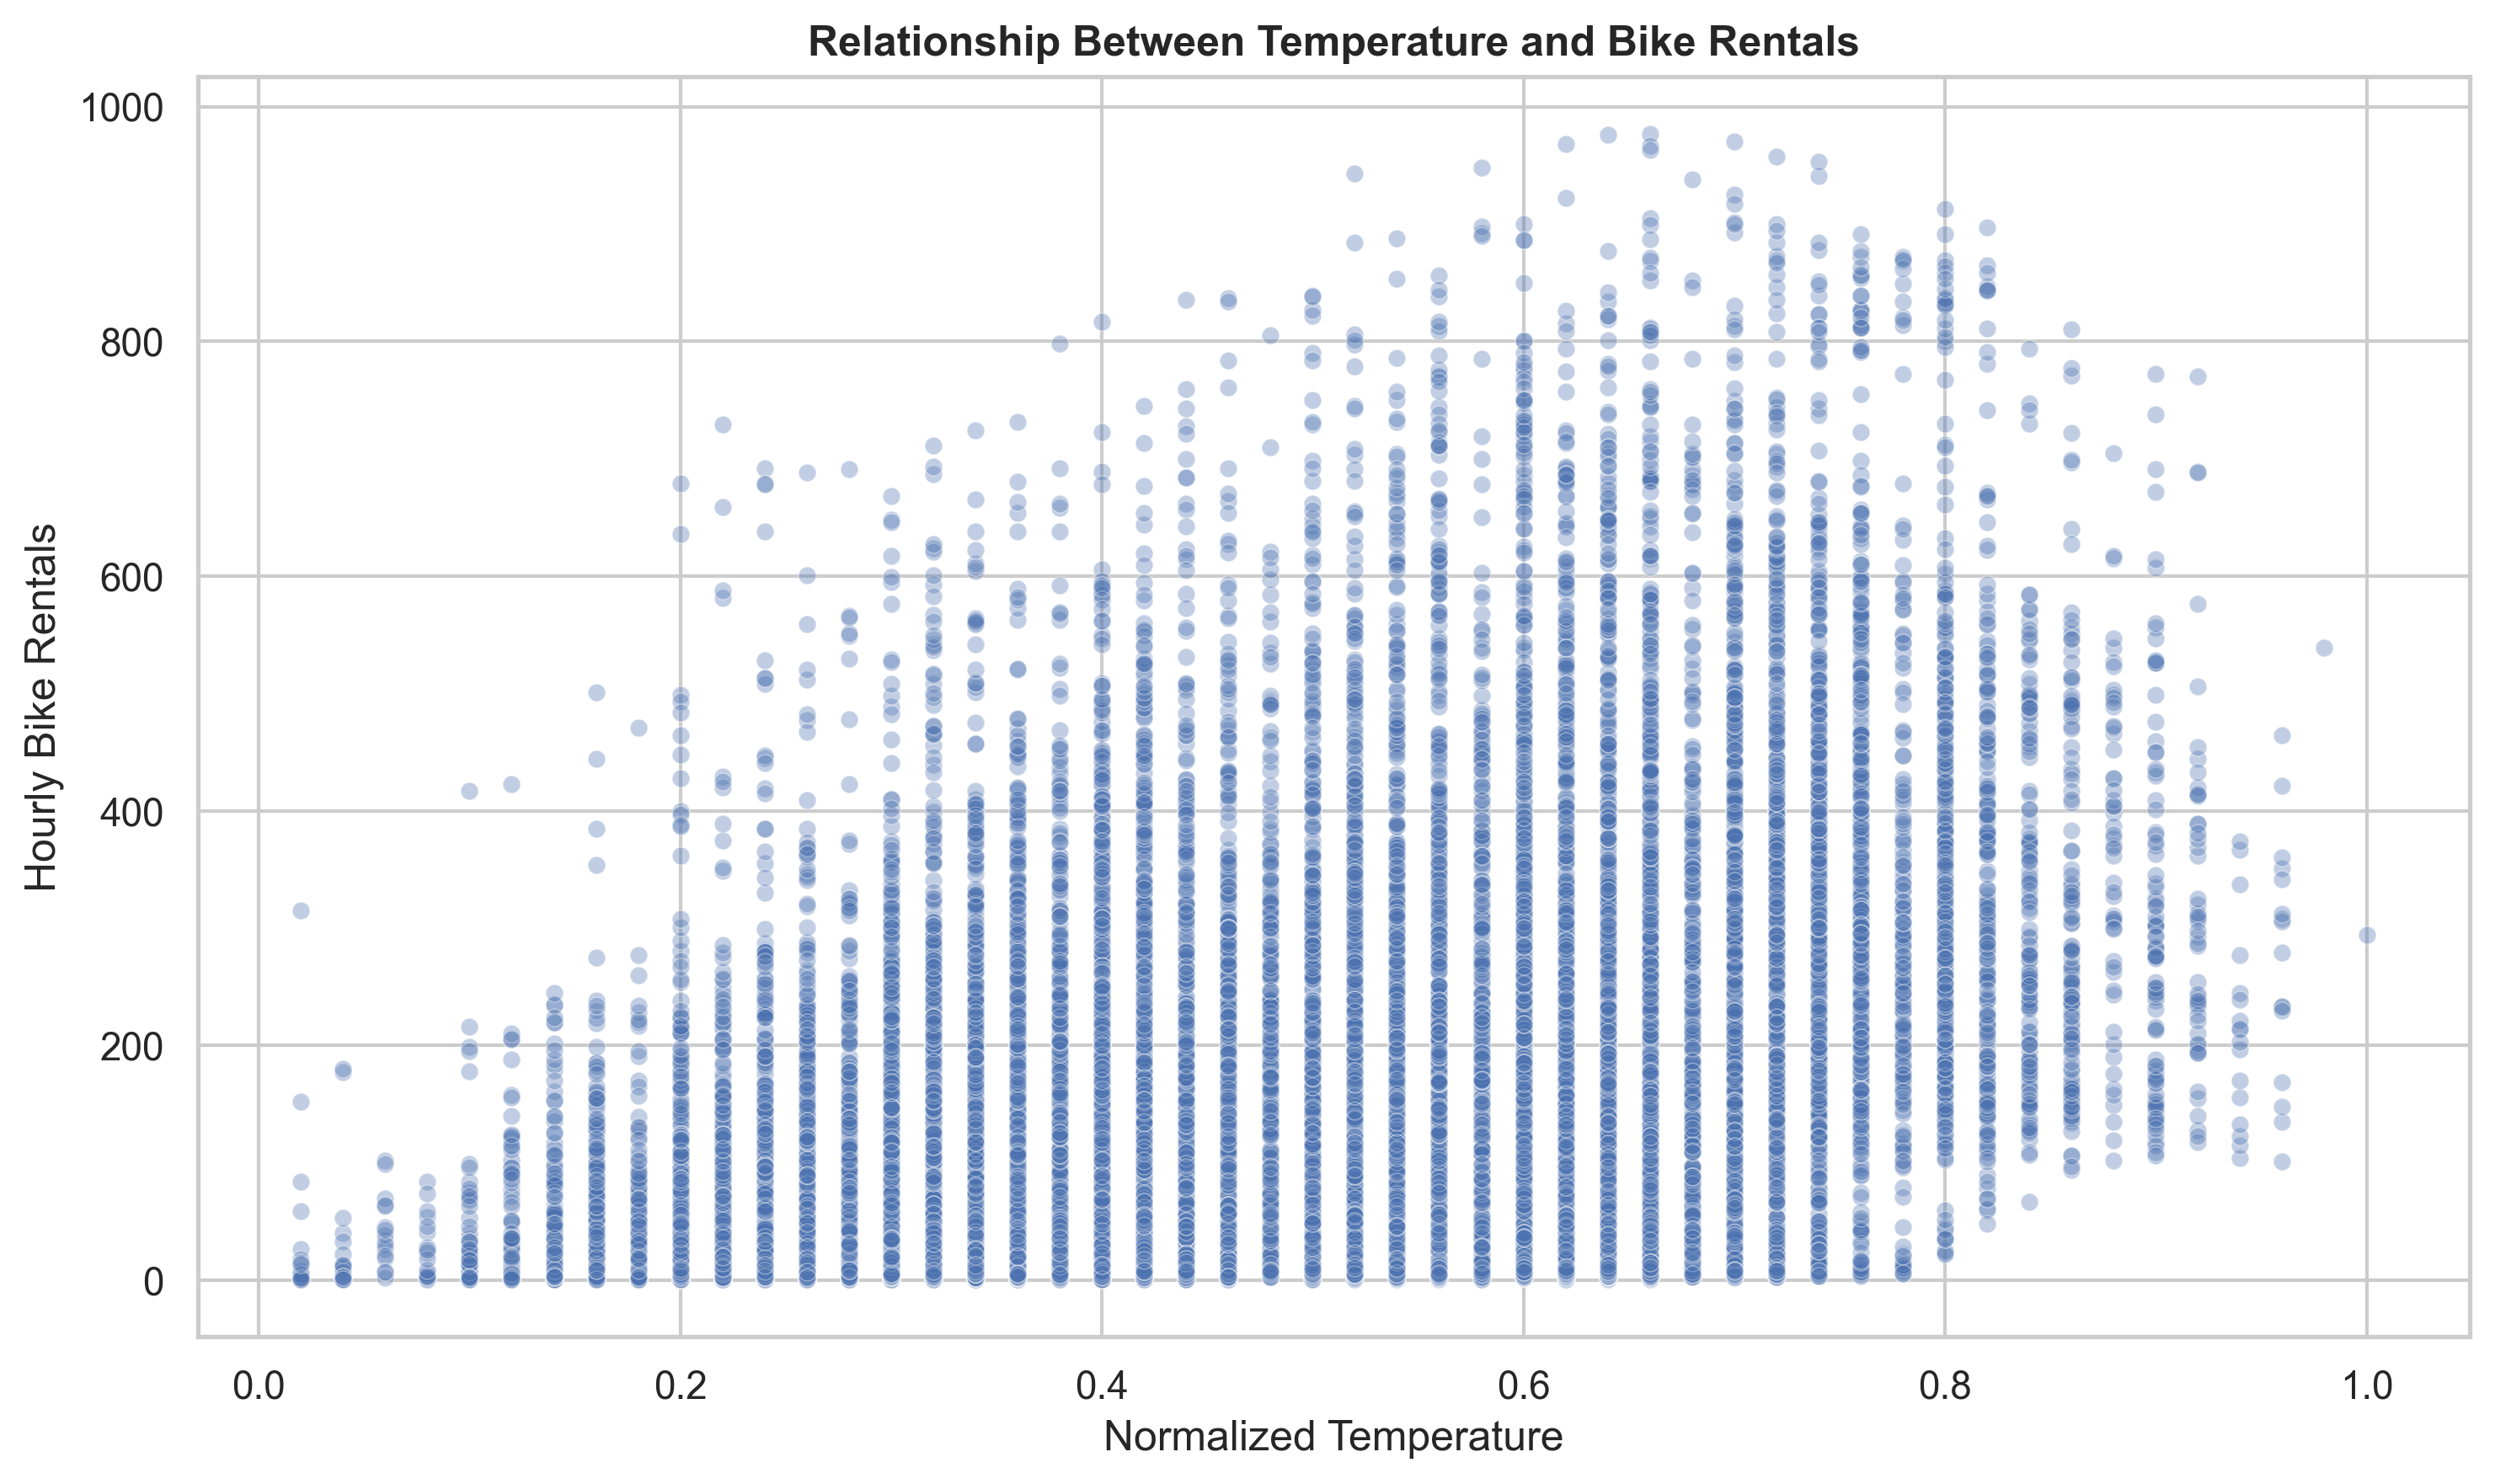 Relationship Between Temperature and Bike Rentals
1000
800
600
400
200
0
Hourly Bike Rentals
0.0 0.2 0.4 0.6 0.8 1.0
Normalized Temperature